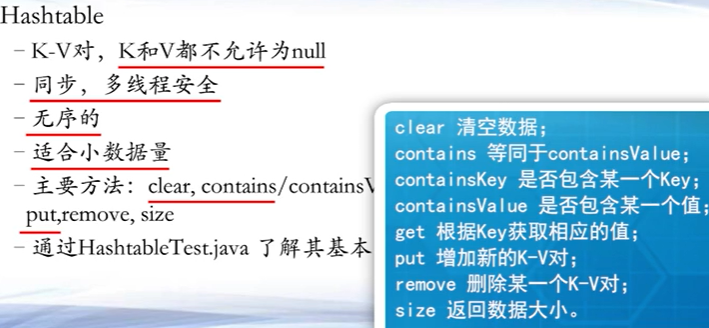 Hashtable
– K-V对，K和V都不允许为null
– 同步，多线程安全
– 无序的
– 适合小数据量
– 主要方法：clear, contains/containsV
put,remove, size
– 通过HashtableTest.java 了解其基本
clear 清空数据；
contains 等同于containsValue；
containsKey 是否包含某一个Key；
containsValue 是否包含某一个值；
get 根据Key获取相应的值；
put 增加新的K-V对；
remove 删除某一个K-V对；
size 返回数据大小。